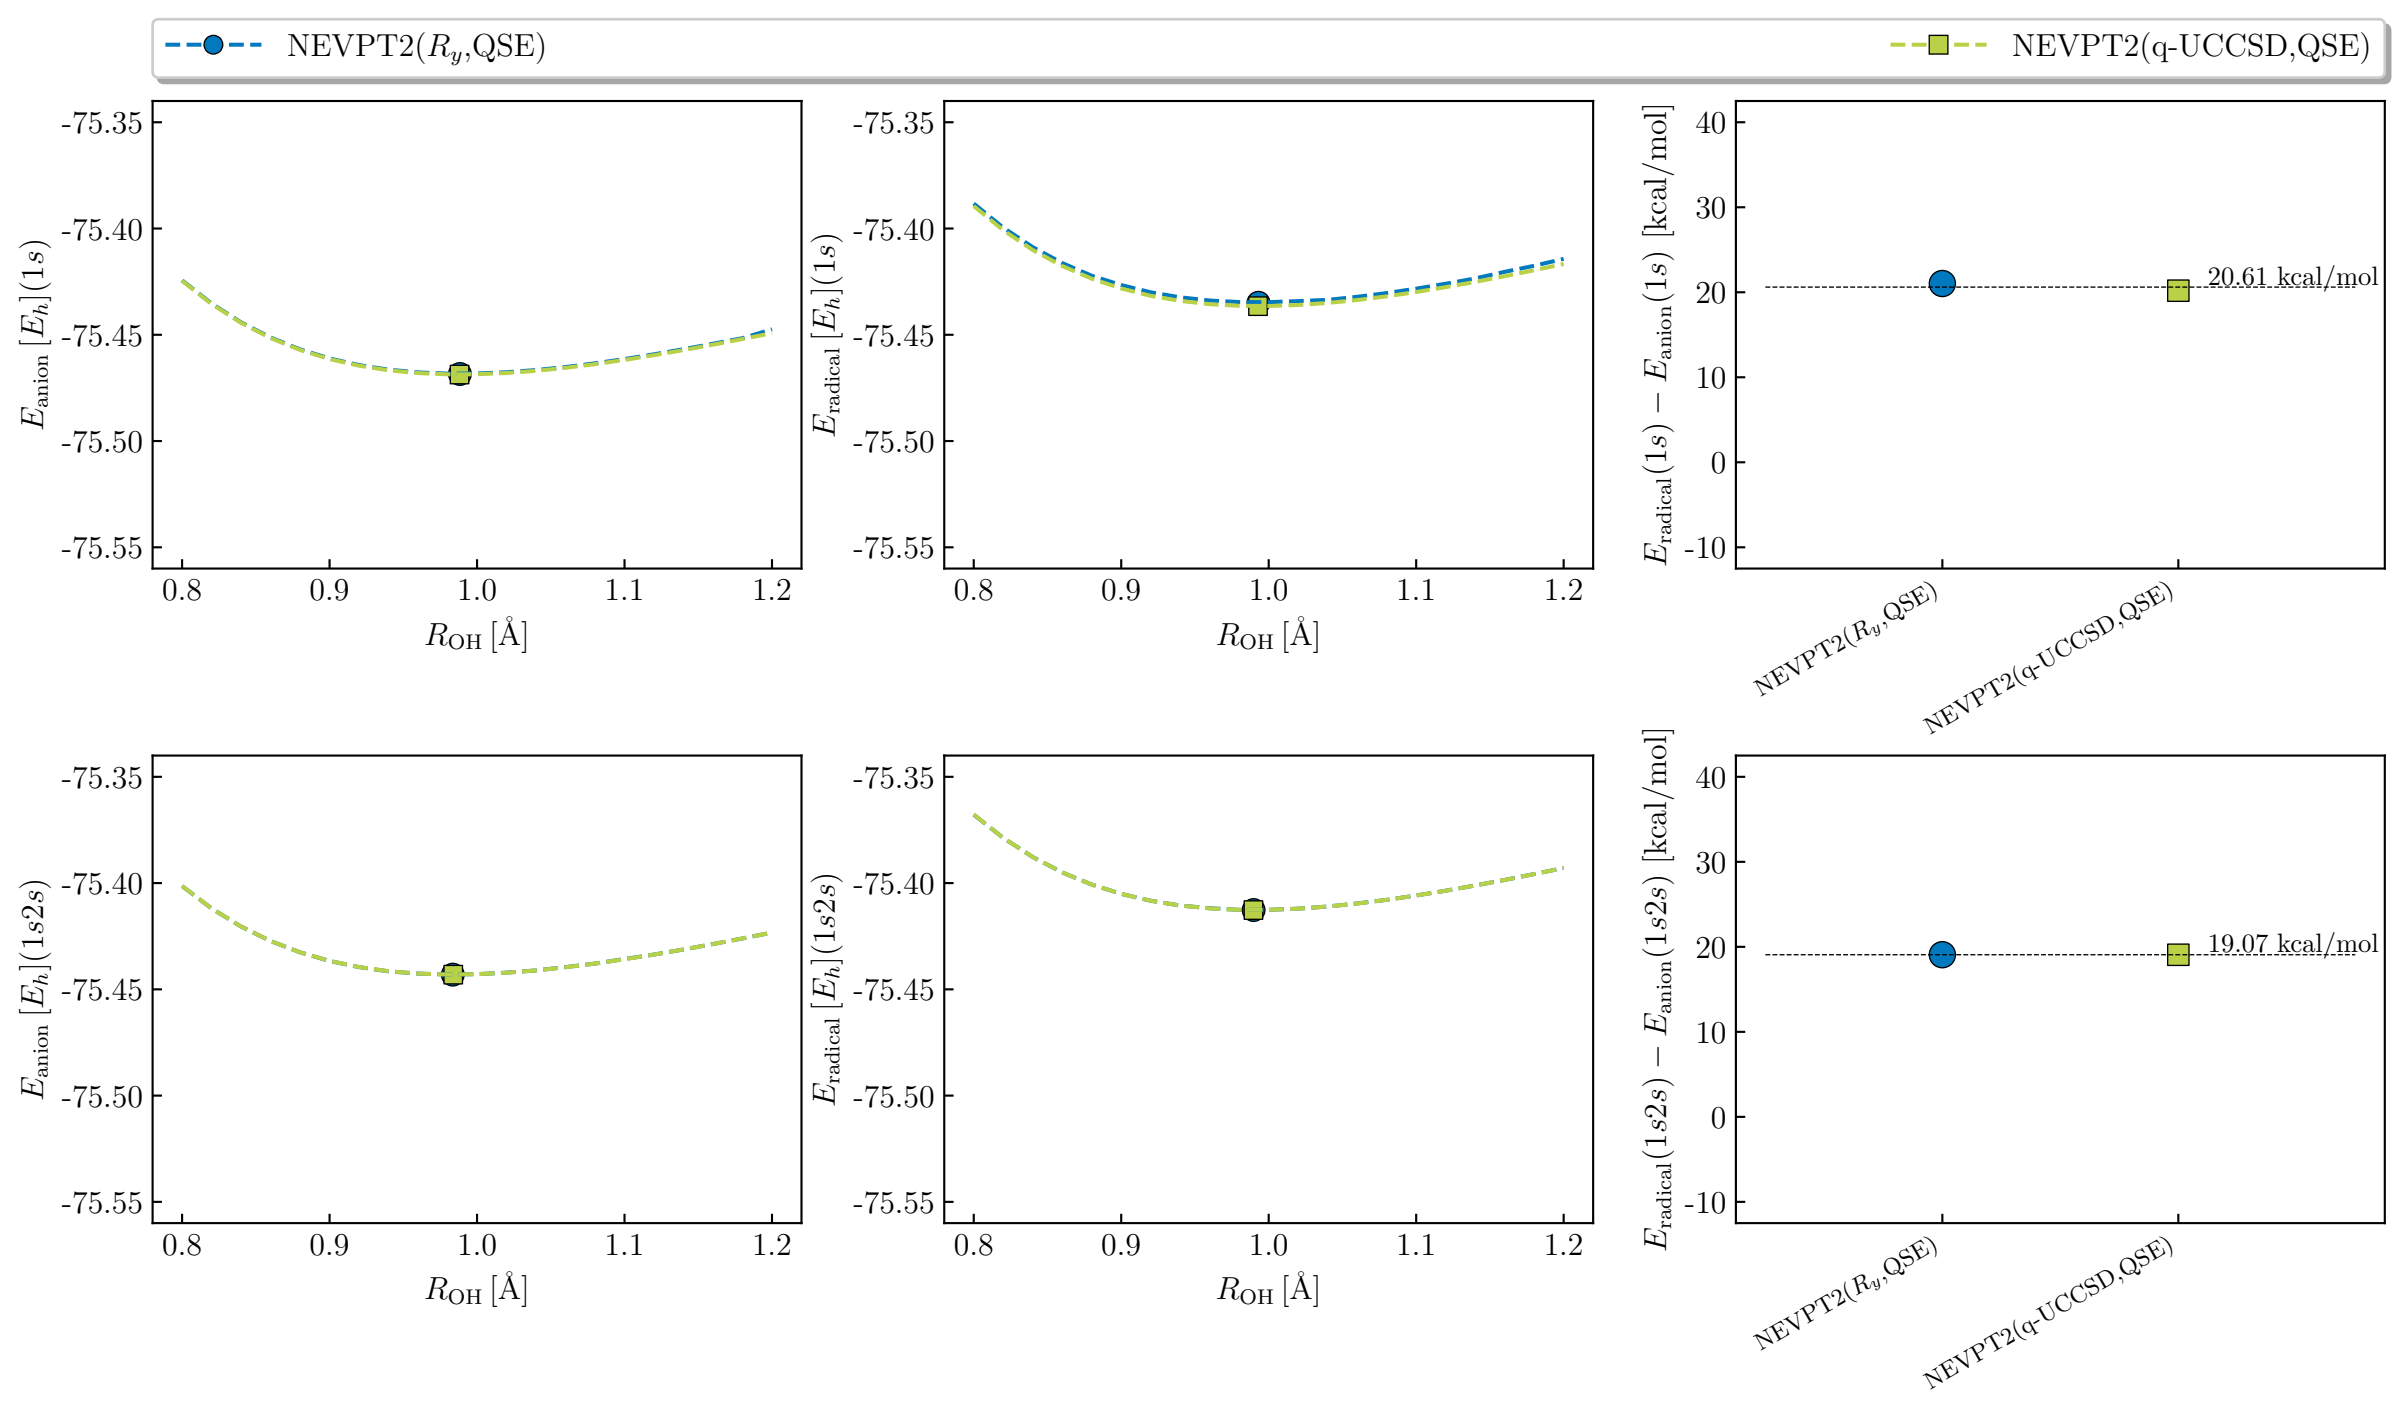 NEVPT2(R_y,QSE)
NEVPT2(q-UCCSD,QSE)
E_anion [E_h](1s)
-75.35
-75.40
-75.45
-75.50
-75.55
0.8 0.9 1.0 1.1 1.2
R_OH [Å]
E_radical [E_h](1s)
-75.35
-75.40
-75.45
-75.50
-75.55
0.8 0.9 1.0 1.1 1.2
R_OH [Å]
E_radical(1s) − E_anion(1s) [kcal/mol]
40
30
20
10
0
-10
20.61 kcal/mol
NEVPT2(R_y,QSE)
NEVPT2(q-UCCSD,QSE)
E_anion [E_h](1s2s)
-75.35
-75.40
-75.45
-75.50
-75.55
0.8 0.9 1.0 1.1 1.2
R_OH [Å]
E_radical [E_h](1s2s)
-75.35
-75.40
-75.45
-75.50
-75.55
0.8 0.9 1.0 1.1 1.2
R_OH [Å]
E_radical(1s2s) − E_anion(1s2s) [kcal/mol]
40
30
20
10
0
-10
19.07 kcal/mol
NEVPT2(R_y,QSE)
NEVPT2(q-UCCSD,QSE)